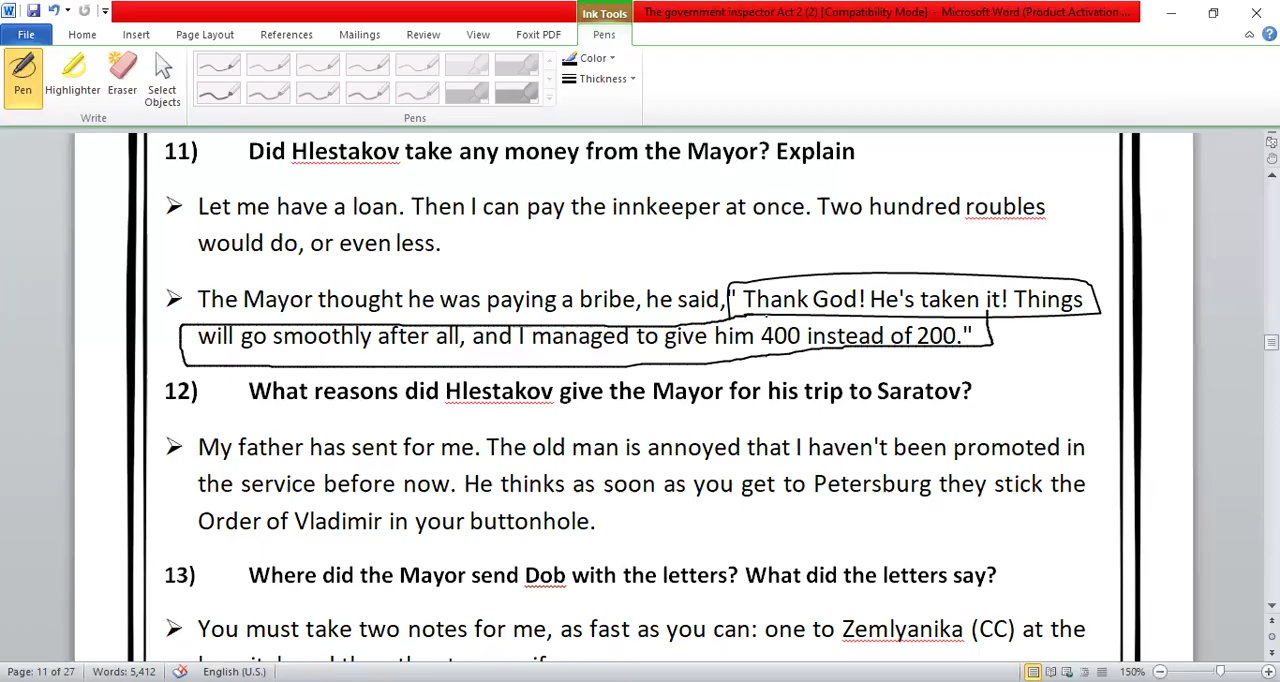 Ink Tools
The government inspector Act 2 (2) [Compatibility Mode] - Microsoft Word (Product Activation ...
File Home Insert Page Layout References Mailings Review View Foxit PDF Pens
Pen Highlighter Eraser Select Objects
Color
Thickness
Write Pens
11) Did Hlestakov take any money from the Mayor? Explain
➢ Let me have a loan. Then I can pay the innkeeper at once. Two hundred roubles
would do, or even less.
➢ The Mayor thought he was paying a bribe, he said," Thank God! He's taken it! Things
will go smoothly after all, and I managed to give him 400 instead of 200."
12) What reasons did Hlestakov give the Mayor for his trip to Saratov?
➢ My father has sent for me. The old man is annoyed that I haven't been promoted in
the service before now. He thinks as soon as you get to Petersburg they stick the
Order of Vladimir in your buttonhole.
13) Where did the Mayor send Dob with the letters? What did the letters say?
➢ You must take two notes for me, as fast as you can: one to Zemlyanika (CC) at the
Page: 11 of 27 Words: 5,412 English (U.S.) 150%